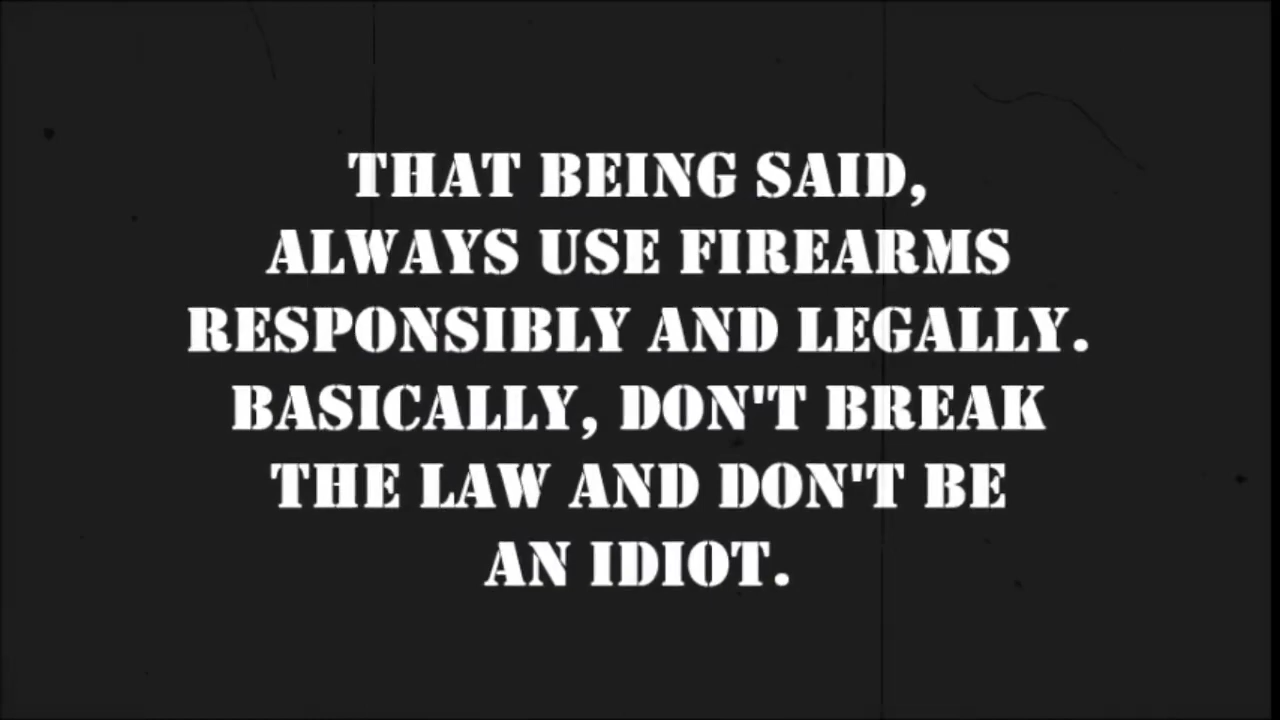 THAT BEING SAID,
ALWAYS USE FIREARMS
RESPONSIBLY AND LEGALLY.
BASICALLY, DON'T BREAK
THE LAW AND DON'T BE
AN IDIOT.